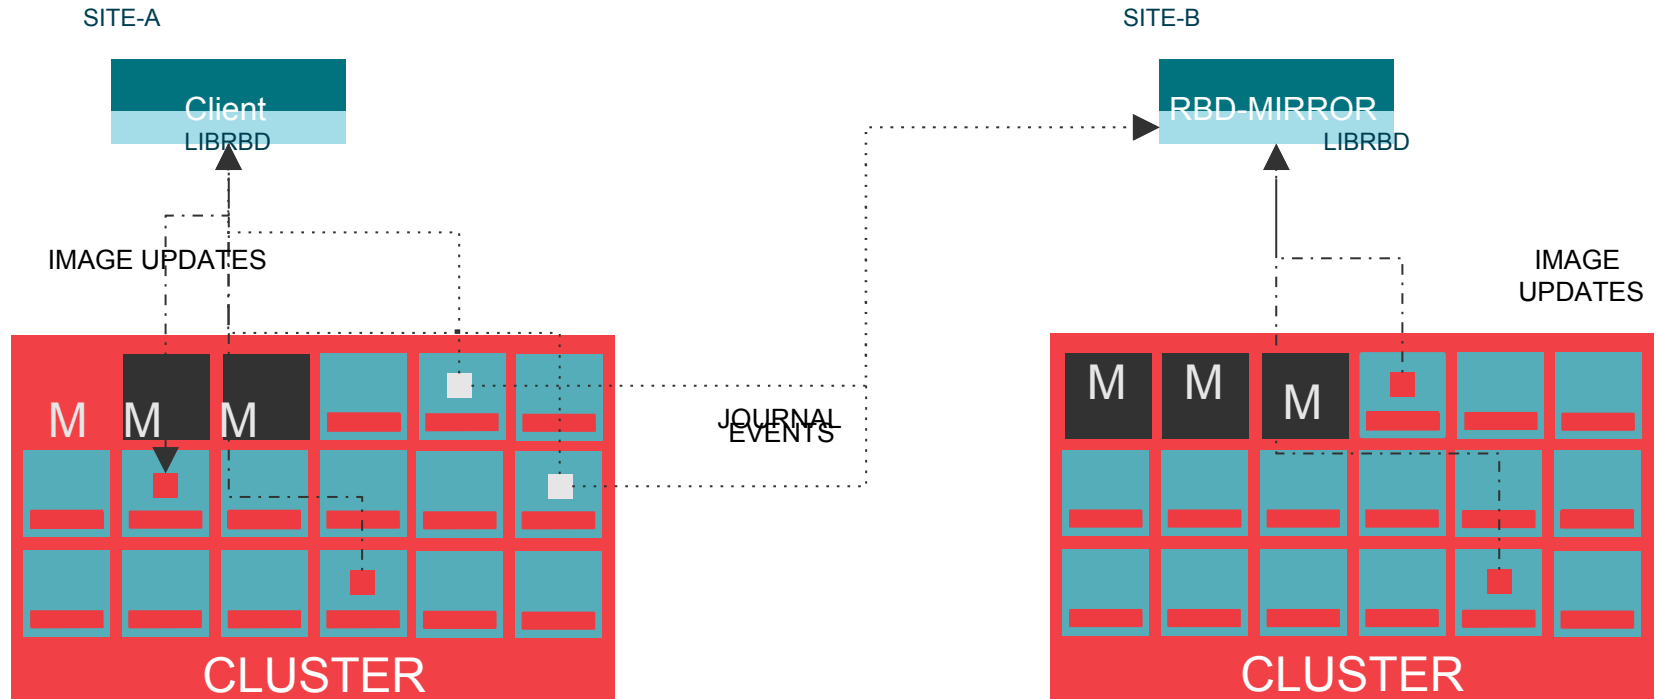 SITE-A
SITE-B
Client
LIBRBD
RBD-MIRROR
LIBRBD
IMAGE UPDATES
IMAGE
UPDATES
M M M
JOURNAL
EVENTS
M M M
CLUSTER
CLUSTER